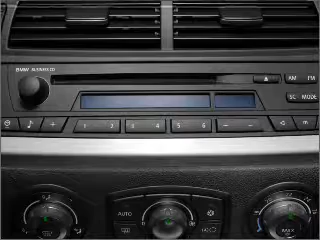 BMW BUSINESS CD
AM FM
SC MODE
1 2 3 4 5 6
AUTO
MAX